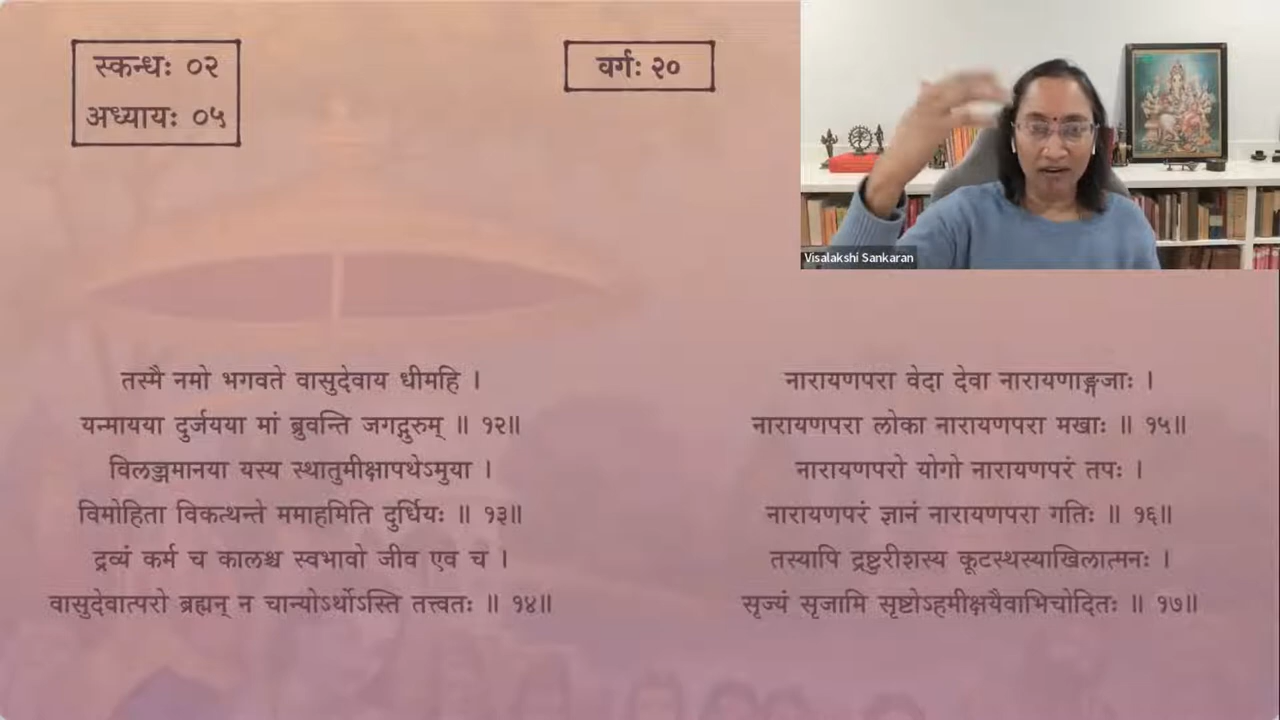 स्कन्धः ०२
अध्यायः ०५
वर्गः २०
Visalakshi Sankaran
तस्मै नमो भगवते वासुदेवाय धीमहि ।
यन्मायया दुर्जयया मां ब्रुवन्ति जगद्गुरुम् ॥ १२॥
विलज्जमानया यस्य स्थातुमीक्षापथेऽमुया ।
विमोहिता विकत्थन्ते ममाहमिति दुर्धियः ॥ १३॥
द्रव्यं कर्म च कालश्च स्वभावो जीव एव च ।
वासुदेवात्परो ब्रह्मन् न चान्योऽर्थोऽस्ति तत्त्वतः ॥ १४॥
नारायणपरा वेदा देवा नारायणाङ्गजाः ।
नारायणपरा लोका नारायणपरा मखाः ॥ १५॥
नारायणपरो योगो नारायणपरं तपः ।
नारायणपरं ज्ञानं नारायणपरा गतिः ॥ १६॥
तस्यापि द्रष्टुरीशस्य कूटस्थस्याखिलात्मनः ।
सृज्यं सृजामि सृष्टोऽहमीक्षयैवाभिचोदितः ॥ १७॥